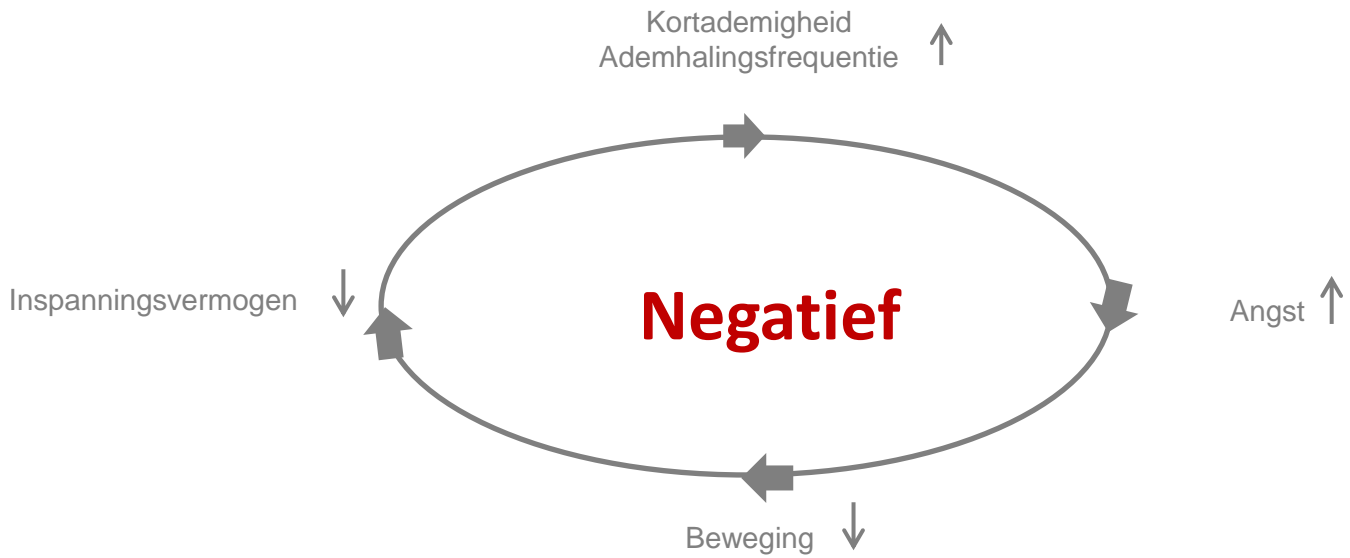 Kortademigheid
Ademhalingsfrequentie ↑
Inspanningsvermogen ↓
Negatief
Angst ↑
Beweging ↓